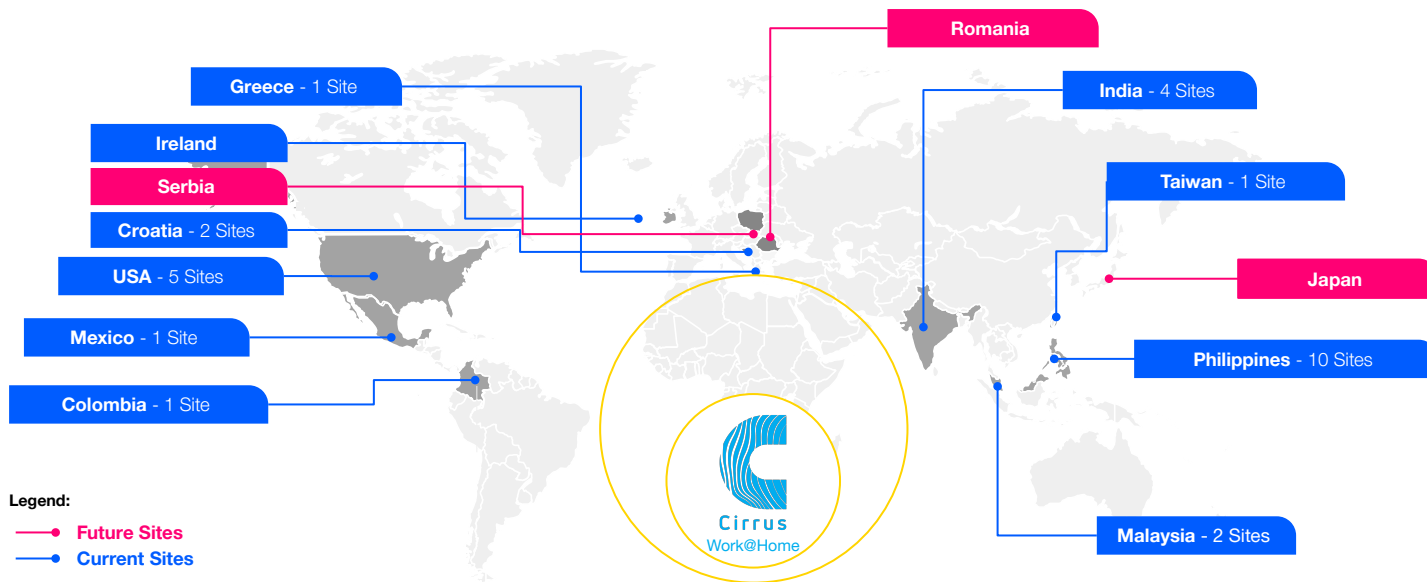 Romania
Greece - 1 Site
India - 4 Sites
Ireland
Taiwan - 1 Site
Serbia
Croatia - 2 Sites
USA - 5 Sites
Japan
Mexico - 1 Site
Philippines - 10 Sites
Colombia - 1 Site
Legend:
Future Sites
Current Sites
Cirrus
Work@Home
Malaysia - 2 Sites